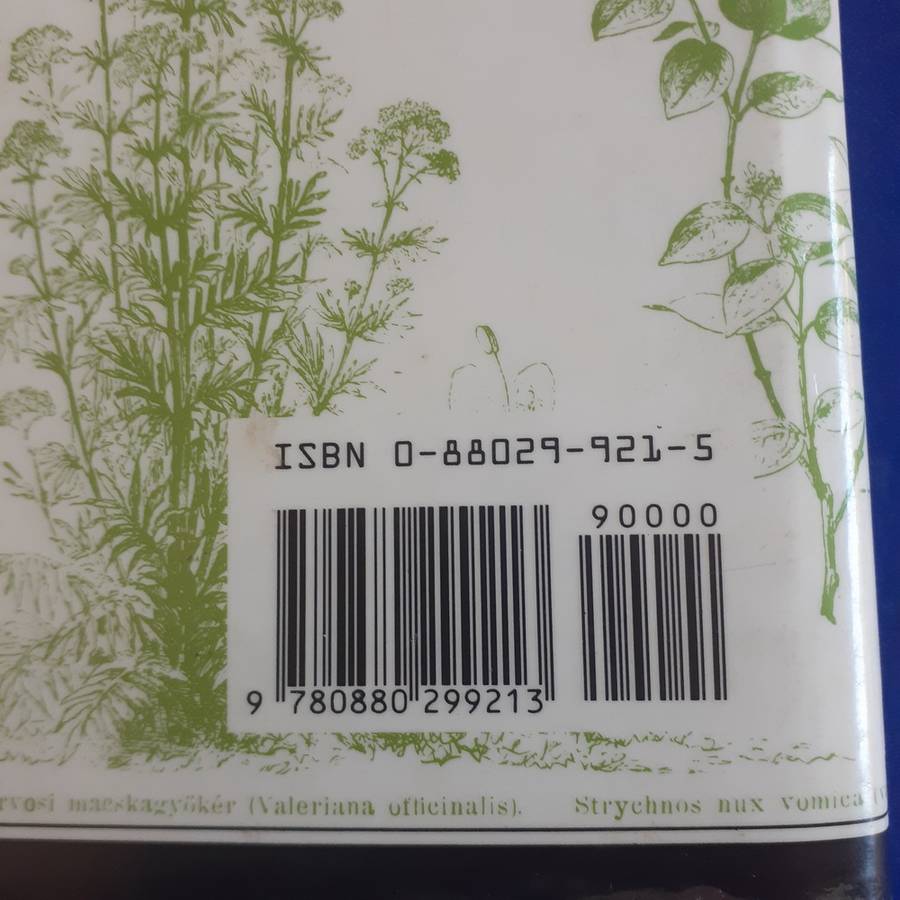 ISBN 0-88029-921-5
90000
9 780880 299213
rvosi macskagyökér (Valeriana officinalis). Strychnos nux vomica